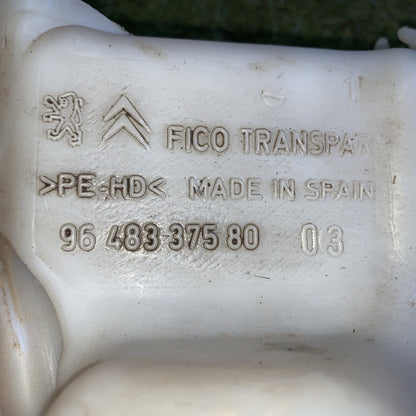 FICO TRANSPAR
>PE-HD< MADE IN SPAIN
96 483 375 80 03